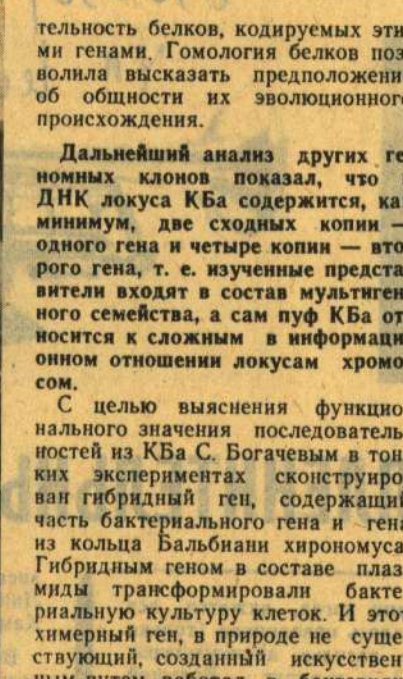 тельность белков, кодируемых эти
ми генами. Гомология белков поз
волила высказать предположени
об общности их эволюционног
происхождения.
Дальнейший анализ других ге
номных клонов показал, что
ДНК локуса КБа содержится, ка
минимум, две сходных копии —
одного гена и четыре копии — вто
рого гена, т. е. изученные предста
вители входят в состав мультиген
ного семейства, а сам пуф КБа от
носится к сложным в информаци
онном отношении локусам хромо
сом.
С целью выяснения функцио
нального значения последователь
ностей из КБа С. Богачевым в тон
ких экспериментах сконструиро
ван гибридный ген, содержащий
часть бактериального гена и гена
из кольца Бальбиани хирономуса
Гибридным геном в составе плаз
миды трансформировали бакте
риальную культуру клеток. И этот
химерный ген, в природе не суще
ствующий, созданный искусствен
ным путем работал в